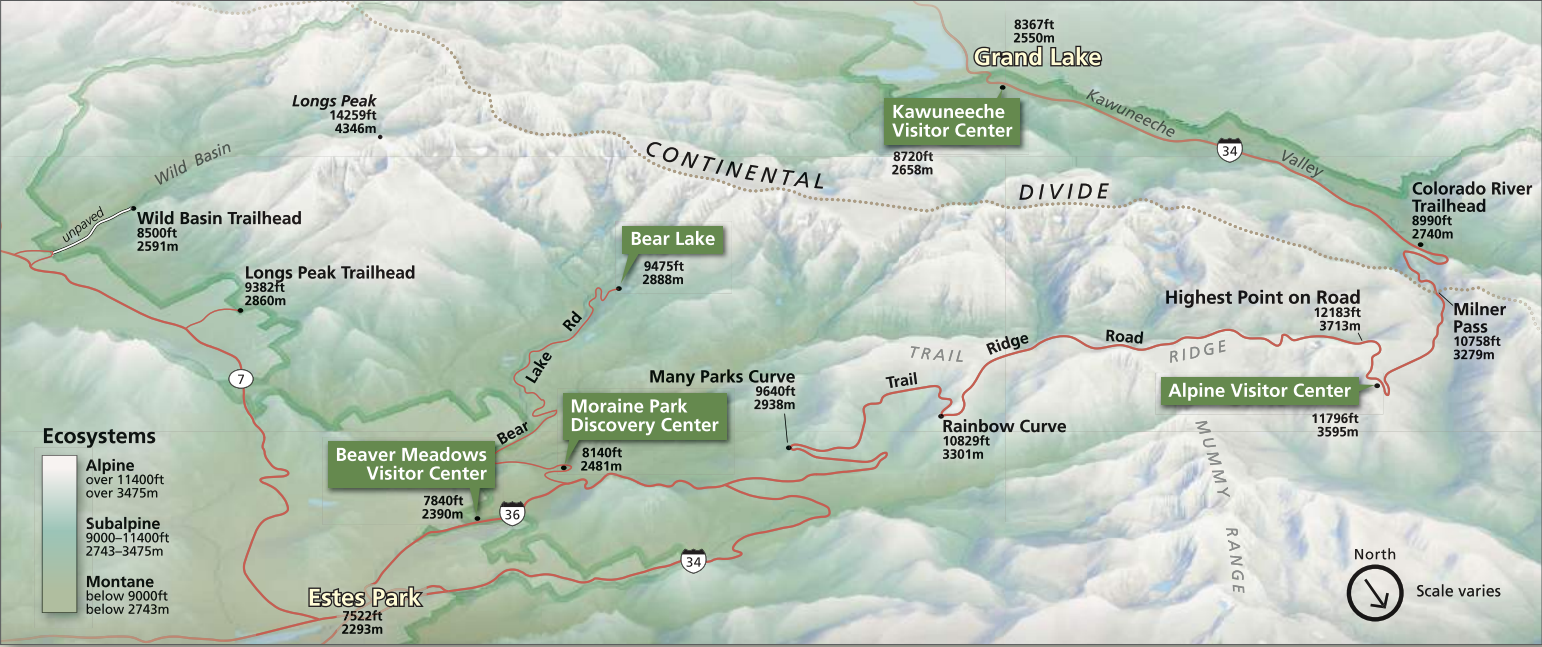 8367ft
2550m
Grand Lake
Kawuneeche
Visitor Center
8720ft
2658m
Kawuneeche
Valley
34
Longs Peak
14259ft
4346m
Wild Basin
CONTINENTAL
DIVIDE
unpaved
Wild Basin Trailhead
8500ft
2591m
Colorado River
Trailhead
8990ft
2740m
Bear Lake
9475ft
2888m
Longs Peak Trailhead
9382ft
2860m
Highest Point on Road
12183ft
3713m
Milner
Pass
10758ft
3279m
TRAIL
RIDGE
Trail
Ridge
Road
Bear
Lake
Rd
7
Many Parks Curve
9640ft
2938m
Alpine Visitor Center
11796ft
3595m
Moraine Park
Discovery Center
8140ft
2481m
Rainbow Curve
10829ft
3301m
Beaver Meadows
Visitor Center
7840ft
2390m
36
MUMMY
RANGE
34
Ecosystems
Alpine
over 11400ft
over 3475m
Subalpine
9000–11400ft
2743–3475m
Montane
below 9000ft
below 2743m
Estes Park
7522ft
2293m
North
Scale varies